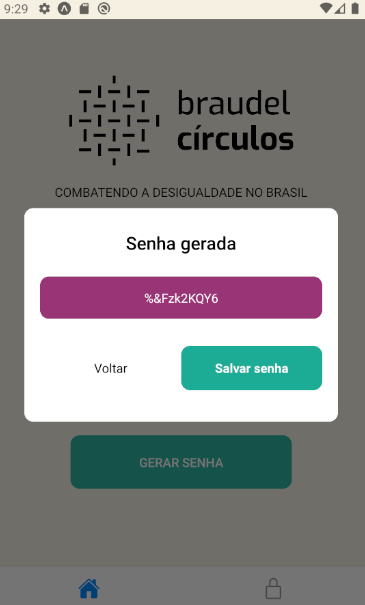 9:29
braudel
círculos
COMBATENDO A DESIGUALDADE NO BRASIL
Senha gerada
%&Fzk2KQY6
Voltar
Salvar senha
GERAR SENHA